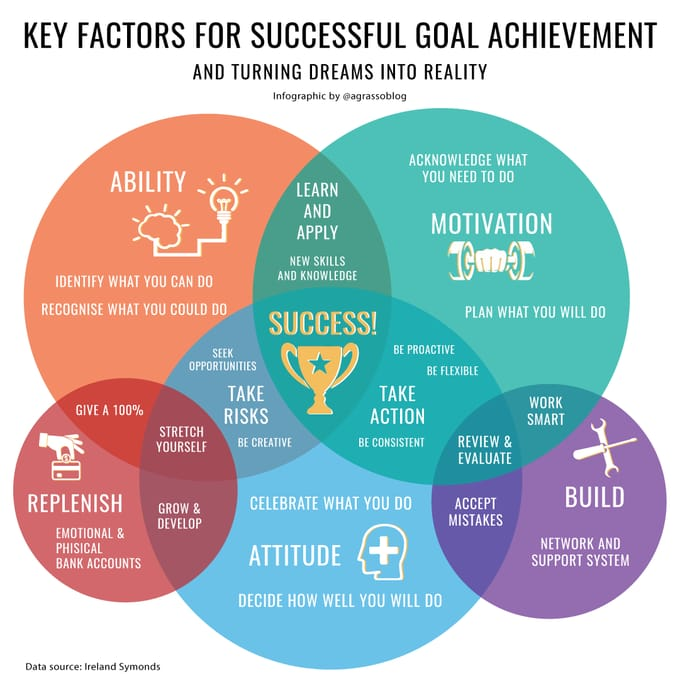 KEY FACTORS FOR SUCCESSFUL GOAL ACHIEVEMENT
AND TURNING DREAMS INTO REALITY
Infographic by @agrassoblog
ABILITY
IDENTIFY WHAT YOU CAN DO
RECOGNISE WHAT YOU COULD DO
LEARN
AND
APPLY
NEW SKILLS
AND KNOWLEDGE
ACKNOWLEDGE WHAT
YOU NEED TO DO
MOTIVATION
PLAN WHAT YOU WILL DO
SUCCESS!
SEEK
OPPORTUNITIES
TAKE
RISKS
BE CREATIVE
BE PROACTIVE
BE FLEXIBLE
TAKE
ACTION
BE CONSISTENT
GIVE A 100%
STRETCH
YOURSELF
REPLENISH
EMOTIONAL &
PHISICAL
BANK ACCOUNTS
GROW &
DEVELOP
CELEBRATE WHAT YOU DO
ATTITUDE
DECIDE HOW WELL YOU WILL DO
WORK
SMART
REVIEW &
EVALUATE
ACCEPT
MISTAKES
BUILD
NETWORK AND
SUPPORT SYSTEM
Data source: Ireland Symonds